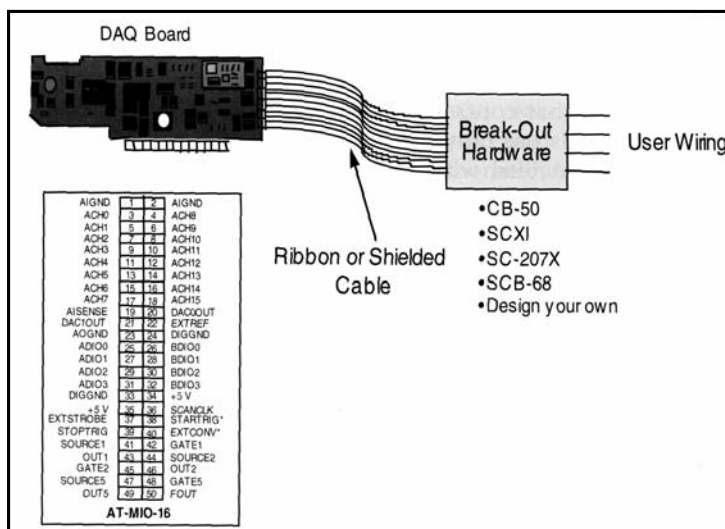 DAQ Board
Break-Out
Hardware
User Wiring
•CB-50
•SCXI
•SC-207X
•SCB-68
•Design your own
Ribbon or Shielded
Cable
AIGND 1 2 AIGND
ACH0 3 4 ACH8
ACH1 5 6 ACH9
ACH2 7 8 ACH10
ACH3 9 10 ACH11
ACH4 11 12 ACH12
ACH5 13 14 ACH13
ACH6 15 16 ACH14
ACH7 17 18 ACH15
AISENSE 19 20 DAC0OUT
DAC1OUT 21 22 EXTREF
AOGND 23 24 DIGGND
ADIO0 25 26 BDIO0
ADIO1 27 28 BDIO1
ADIO2 29 30 BDIO2
ADIO3 31 32 BDIO3
DIGGND 33 34 +5 V
+5 V 35 36 SCANCLK
EXTSTROBE 37 38 STARTRIG*
STOPTRIG 39 40 EXTCONV*
SOURCE1 41 42 GATE1
OUT1 43 44 SOURCE2
GATE2 45 46 OUT2
SOURCE5 47 48 GATE5
OUT5 49 50 FOUT
AT-MIO-16